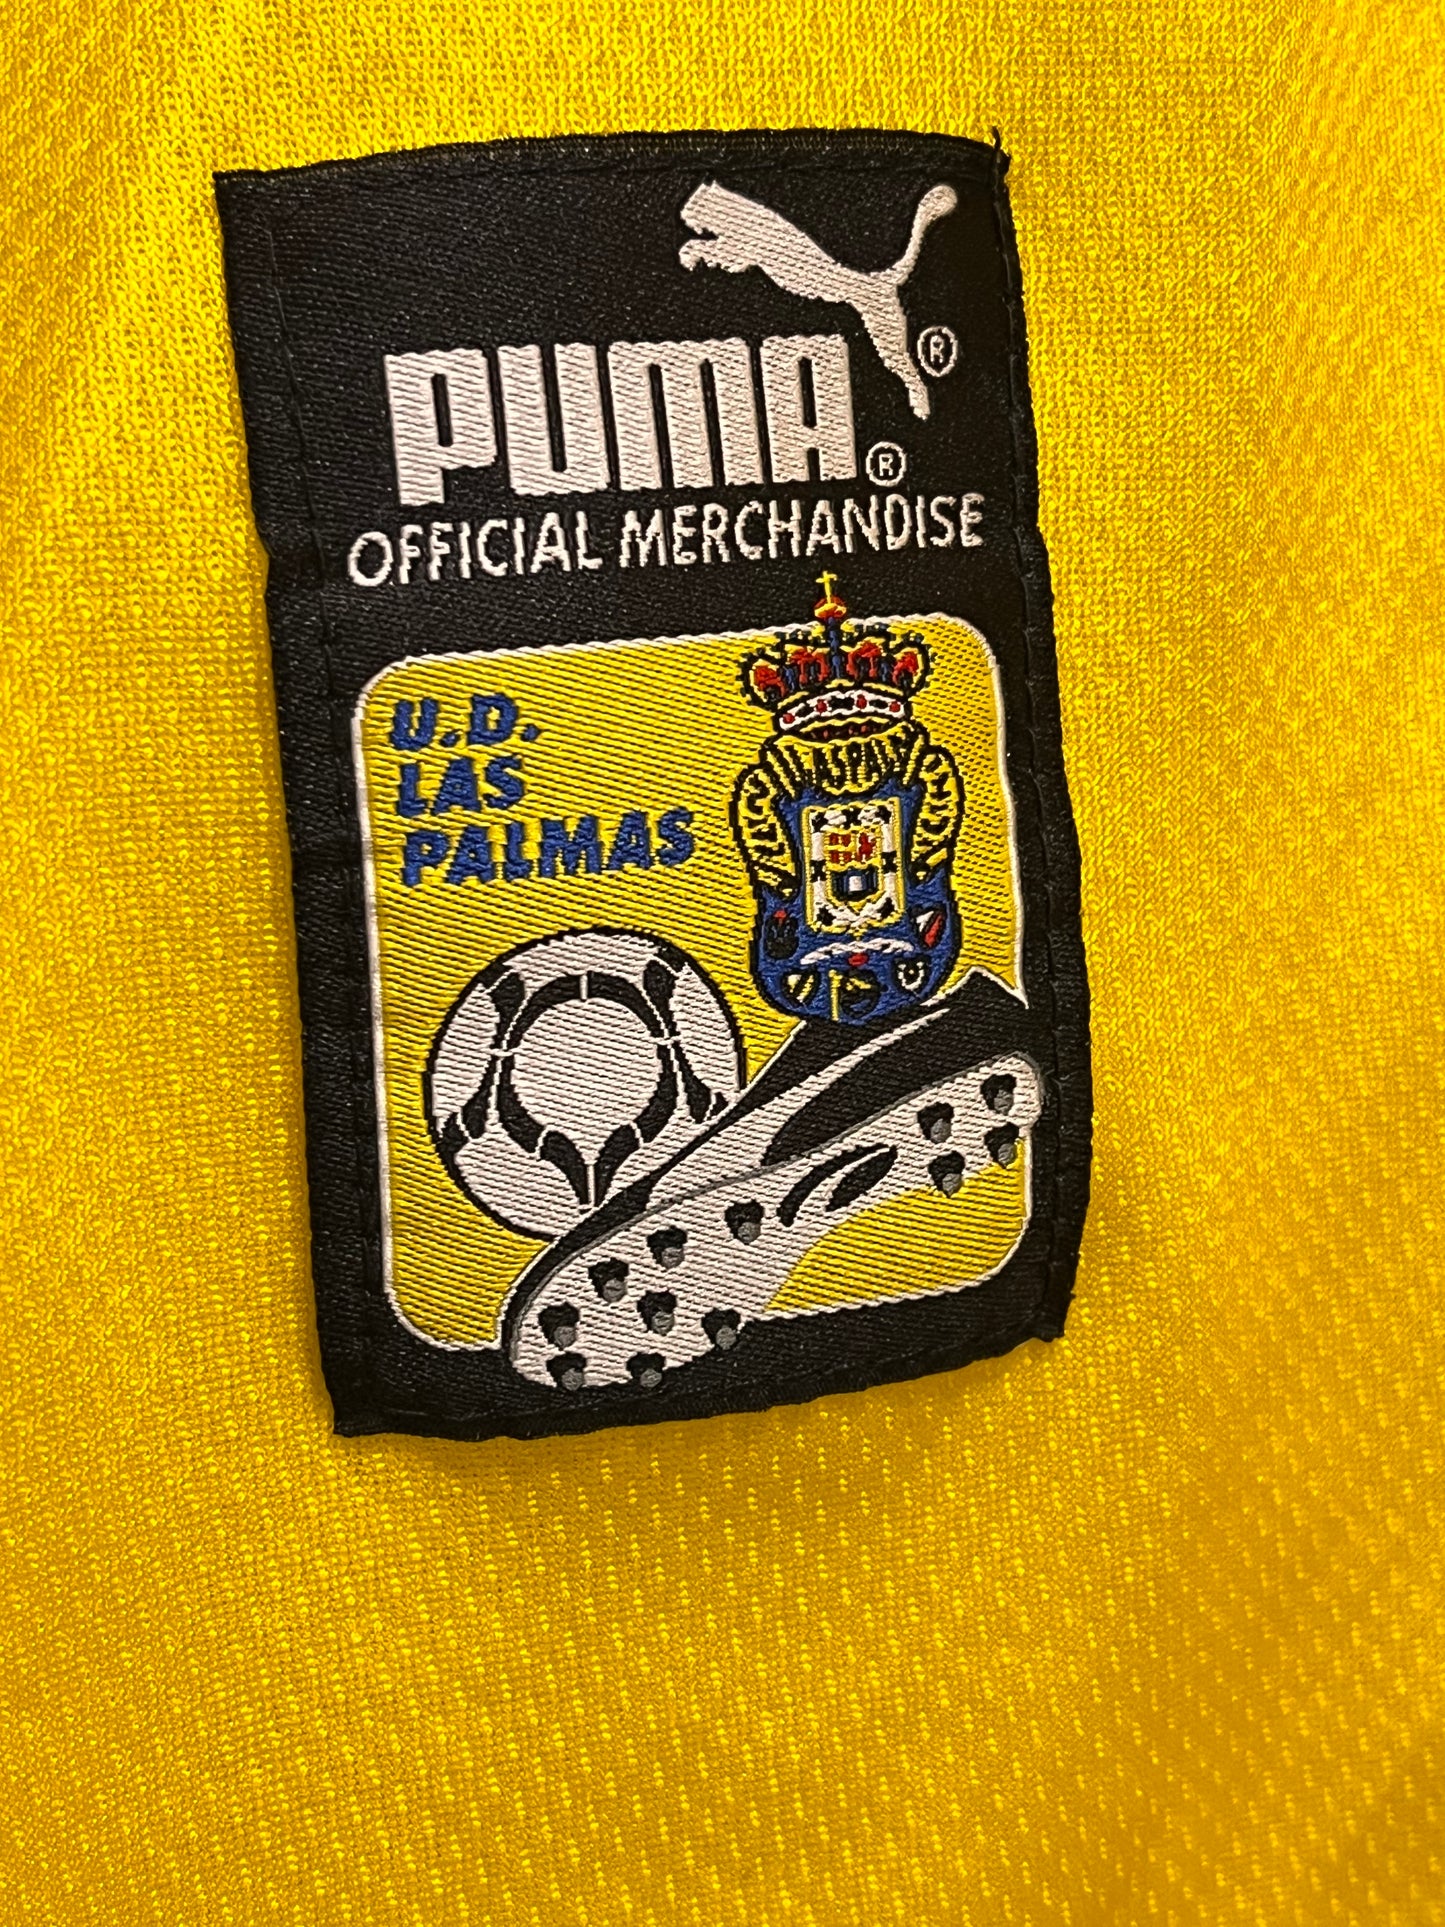 PUMA®
®
OFFICIAL MERCHANDISE
U.D.
LAS
PALMAS